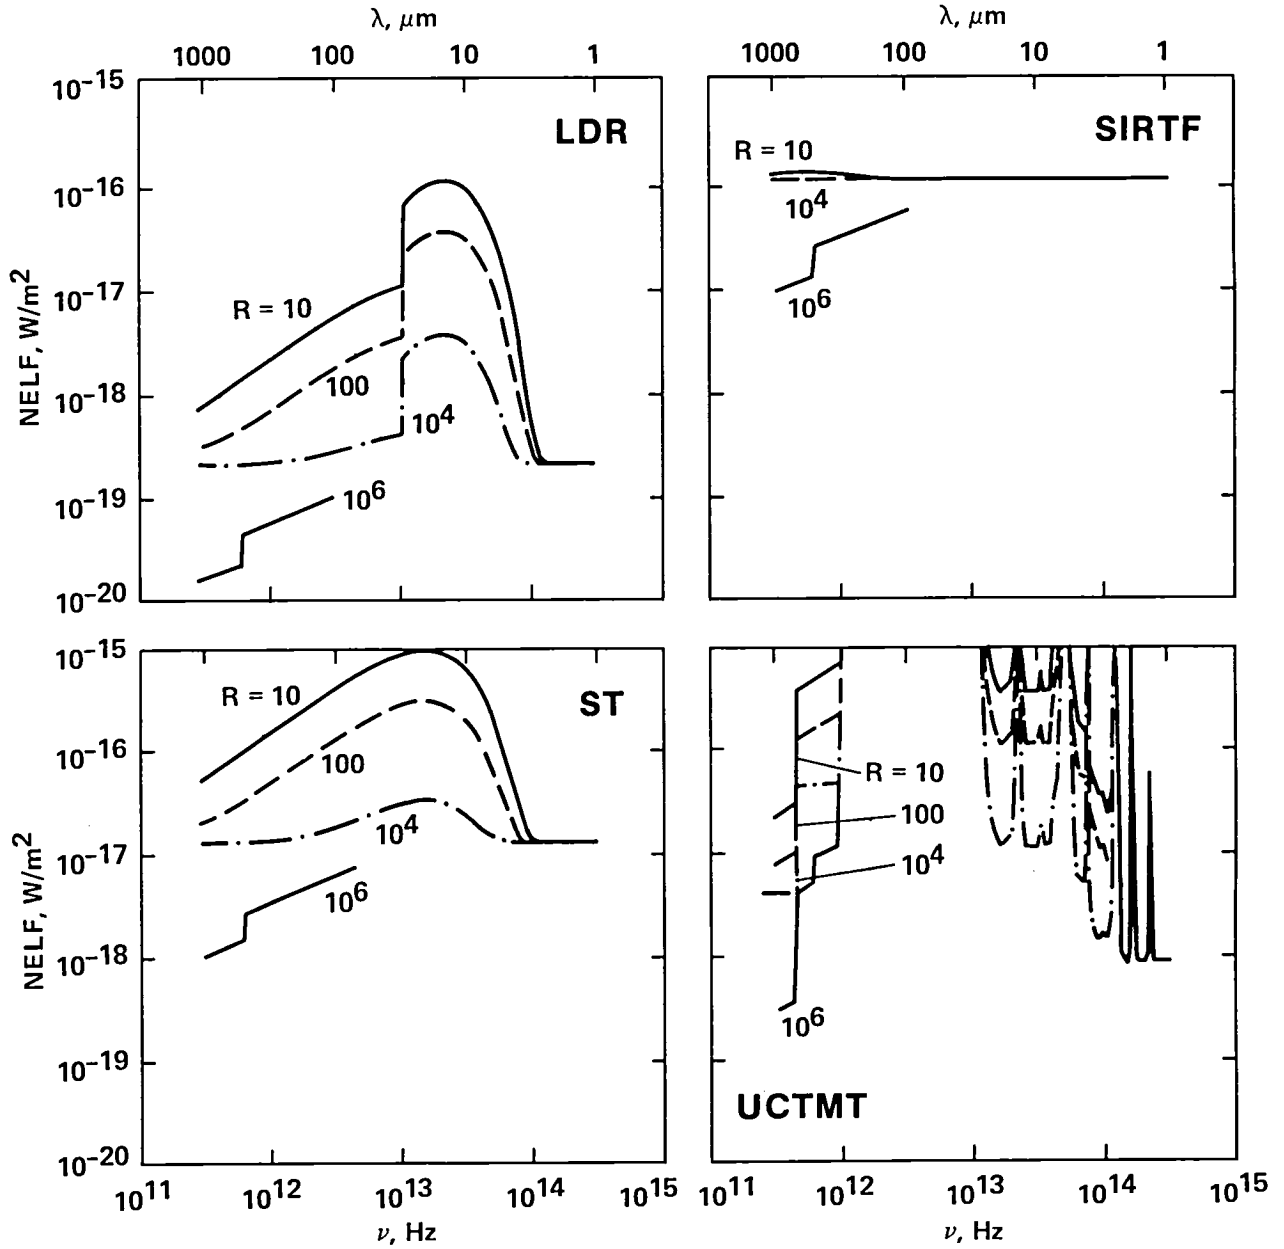 λ, μm
1000 100 10 1
λ, μm
1000 100 10 1
NELF, W/m²
10⁻¹⁵
10⁻¹⁶
10⁻¹⁷
10⁻¹⁸
10⁻¹⁹
10⁻²⁰
LDR
R = 10
100
10⁴
10⁶
SIRTF
R = 10
10⁴
10⁶
NELF, W/m²
10⁻¹⁵
10⁻¹⁶
10⁻¹⁷
10⁻¹⁸
10⁻¹⁹
10⁻²⁰
ST
R = 10
100
10⁴
10⁶
R = 10
100
10⁴
10⁶
UCTMT
10¹¹ 10¹² 10¹³ 10¹⁴ 10¹⁵
ν, Hz
10¹¹ 10¹² 10¹³ 10¹⁴ 10¹⁵
ν, Hz